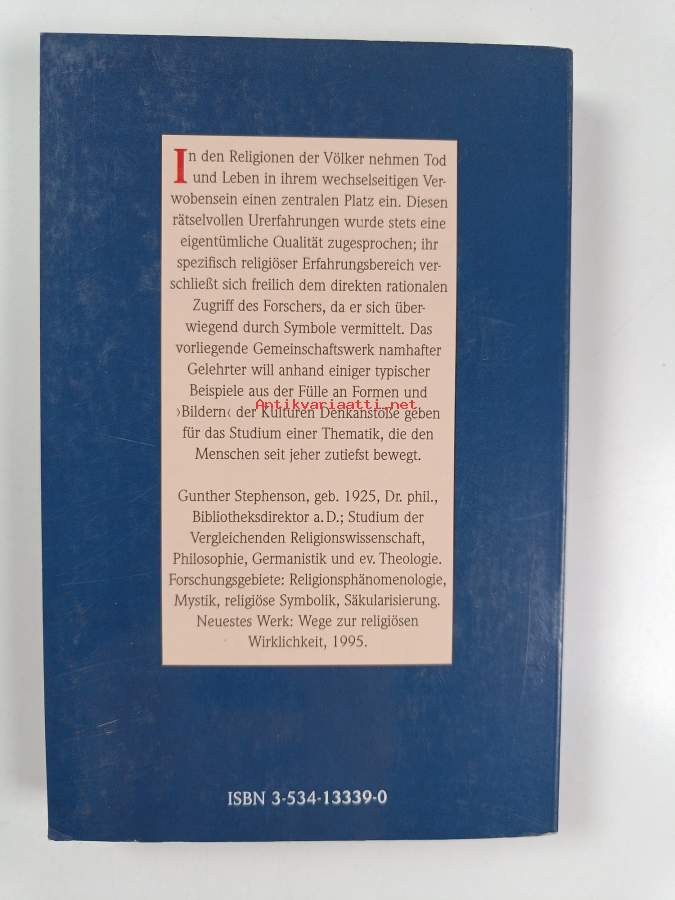 In den Religionen der Völker nehmen Tod
und Leben in ihrem wechselseitigen Ver-
wobensein einen zentralen Platz ein. Diesen
rätselvollen Urerfahrungen wurde stets eine
eigentümliche Qualität zugesprochen; ihr
spezifisch religiöser Erfahrungsbereich ver-
schließt sich freilich dem direkten rationalen
Zugriff des Forschers, da er sich über-
wiegend durch Symbole vermittelt. Das
vorliegende Gemeinschaftswerk namhafter
Gelehrter will anhand einiger typischer
Beispiele aus der Fülle an Formen und
Antikvariaatti.net
›Bildern‹ der Kulturen Denkanstöße geben
für das Studium einer Thematik, die den
Menschen seit jeher zutiefst bewegt.
Gunther Stephenson, geb. 1925, Dr. phil.,
Bibliotheksdirektor a. D.; Studium der
Vergleichenden Religionswissenschaft,
Philosophie, Germanistik und ev. Theologie.
Forschungsgebiete: Religionsphänomenologie,
Mystik, religiöse Symbolik, Säkularisierung.
Neuestes Werk: Wege zur religiösen
Wirklichkeit, 1995.
ISBN 3-534-13339-0